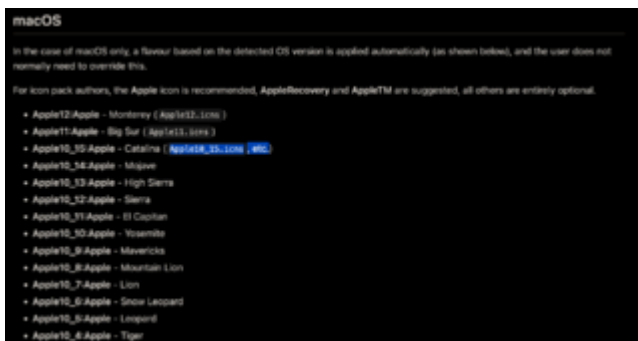 macOS
In the case of macOS only, a flavour based on the detected OS version is applied automatically (as shown below), and the user does not
normally need to override this.
For icon pack authors, the Apple icon is recommended, AppleRecovery and AppleTM are suggested, all others are entirely optional.
• Apple12:Apple - Monterey ( Apple12.icns )
• Apple11:Apple - Big Sur ( Apple11.icns )
• Apple10_15:Apple - Catalina ( Apple10_15.icns , etc.)
• Apple10_14:Apple - Mojave
• Apple10_13:Apple - High Sierra
• Apple10_12:Apple - Sierra
• Apple10_11:Apple - El Capitan
• Apple10_10:Apple - Yosemite
• Apple10_9:Apple - Mavericks
• Apple10_8:Apple - Mountain Lion
• Apple10_7:Apple - Lion
• Apple10_6:Apple - Snow Leopard
• Apple10_5:Apple - Leopard
• Apple10_4:Apple - Tiger